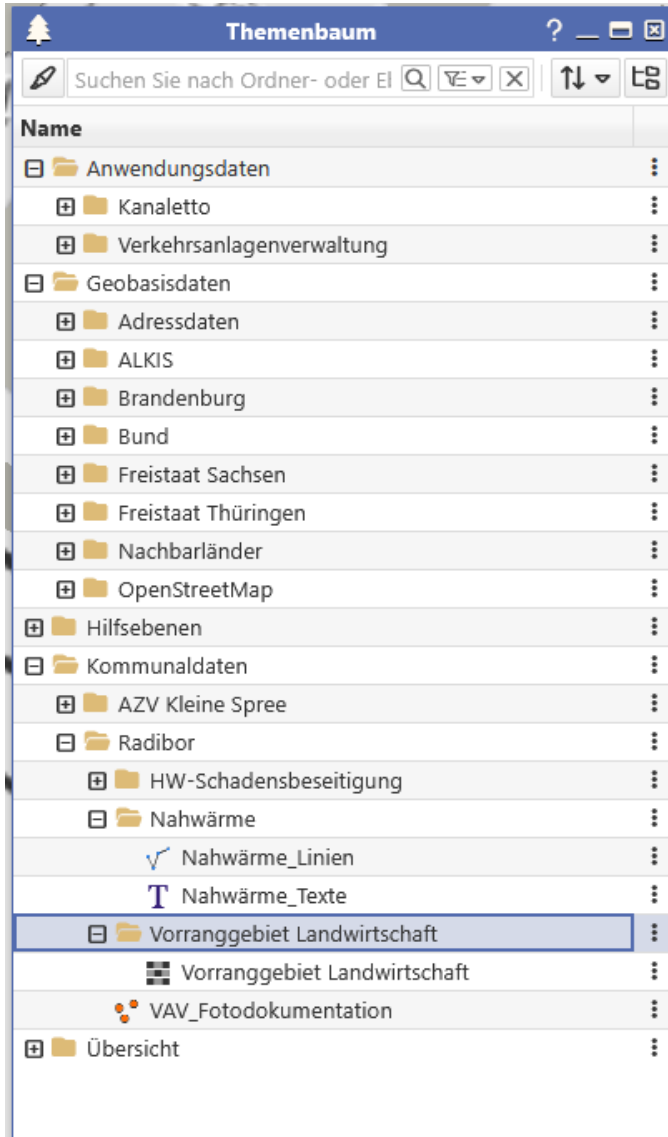 Themenbaum ?
Suchen Sie nach Ordner- oder El
Name
Anwendungsdaten
Kanaletto
Verkehrsanlagenverwaltung
Geobasisdaten
Adressdaten
ALKIS
Brandenburg
Bund
Freistaat Sachsen
Freistaat Thüringen
Nachbarländer
OpenStreetMap
Hilfsebenen
Kommunaldaten
AZV Kleine Spree
Radibor
HW-Schadensbeseitigung
Nahwärme
Nahwärme_Linien
T Nahwärme_Texte
Vorranggebiet Landwirtschaft
Vorranggebiet Landwirtschaft
VAV_Fotodokumentation
Übersicht